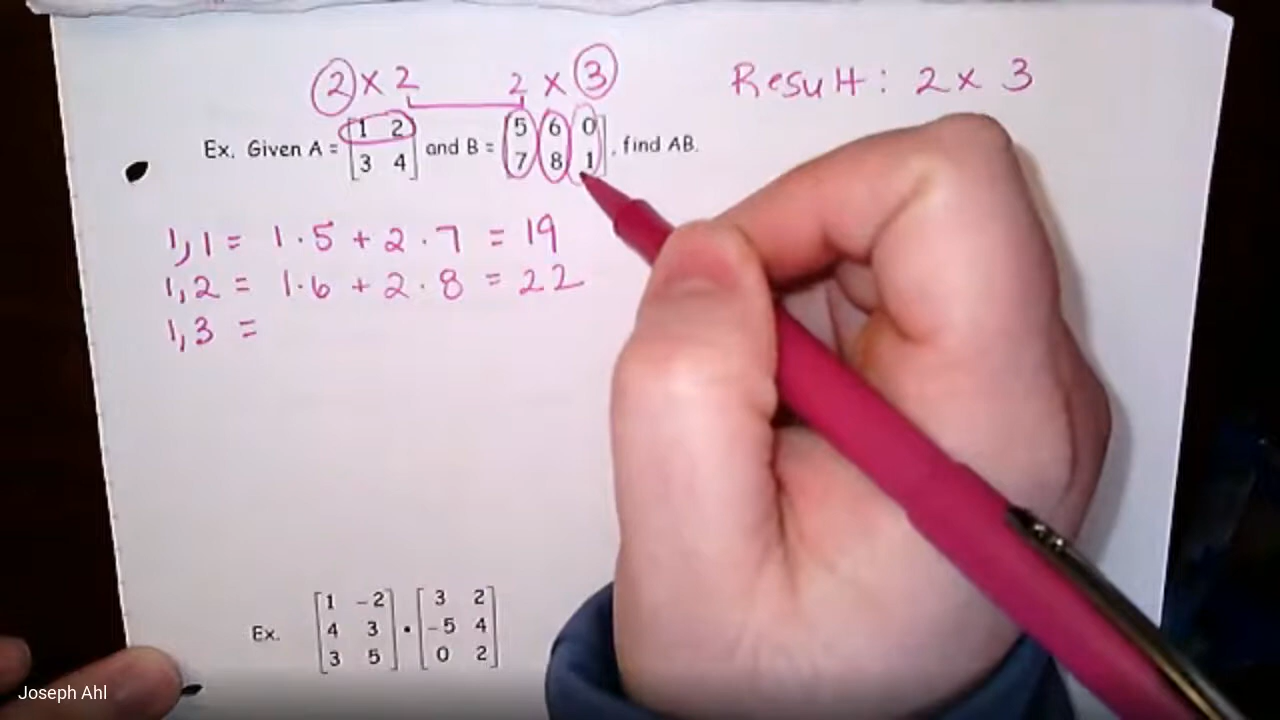 2 x 2 2 x 3 Result: 2 x 3
Ex. Given A = [1 2 3 4] and B = [5 6 0 7 8 1], find AB.
1,1 = 1·5 + 2·7 = 19
1,2 = 1·6 + 2·8 = 22
1,3 =
1 -2 3 2
Ex. 4 3 • -5 4
3 5 0 2
Joseph Ahl